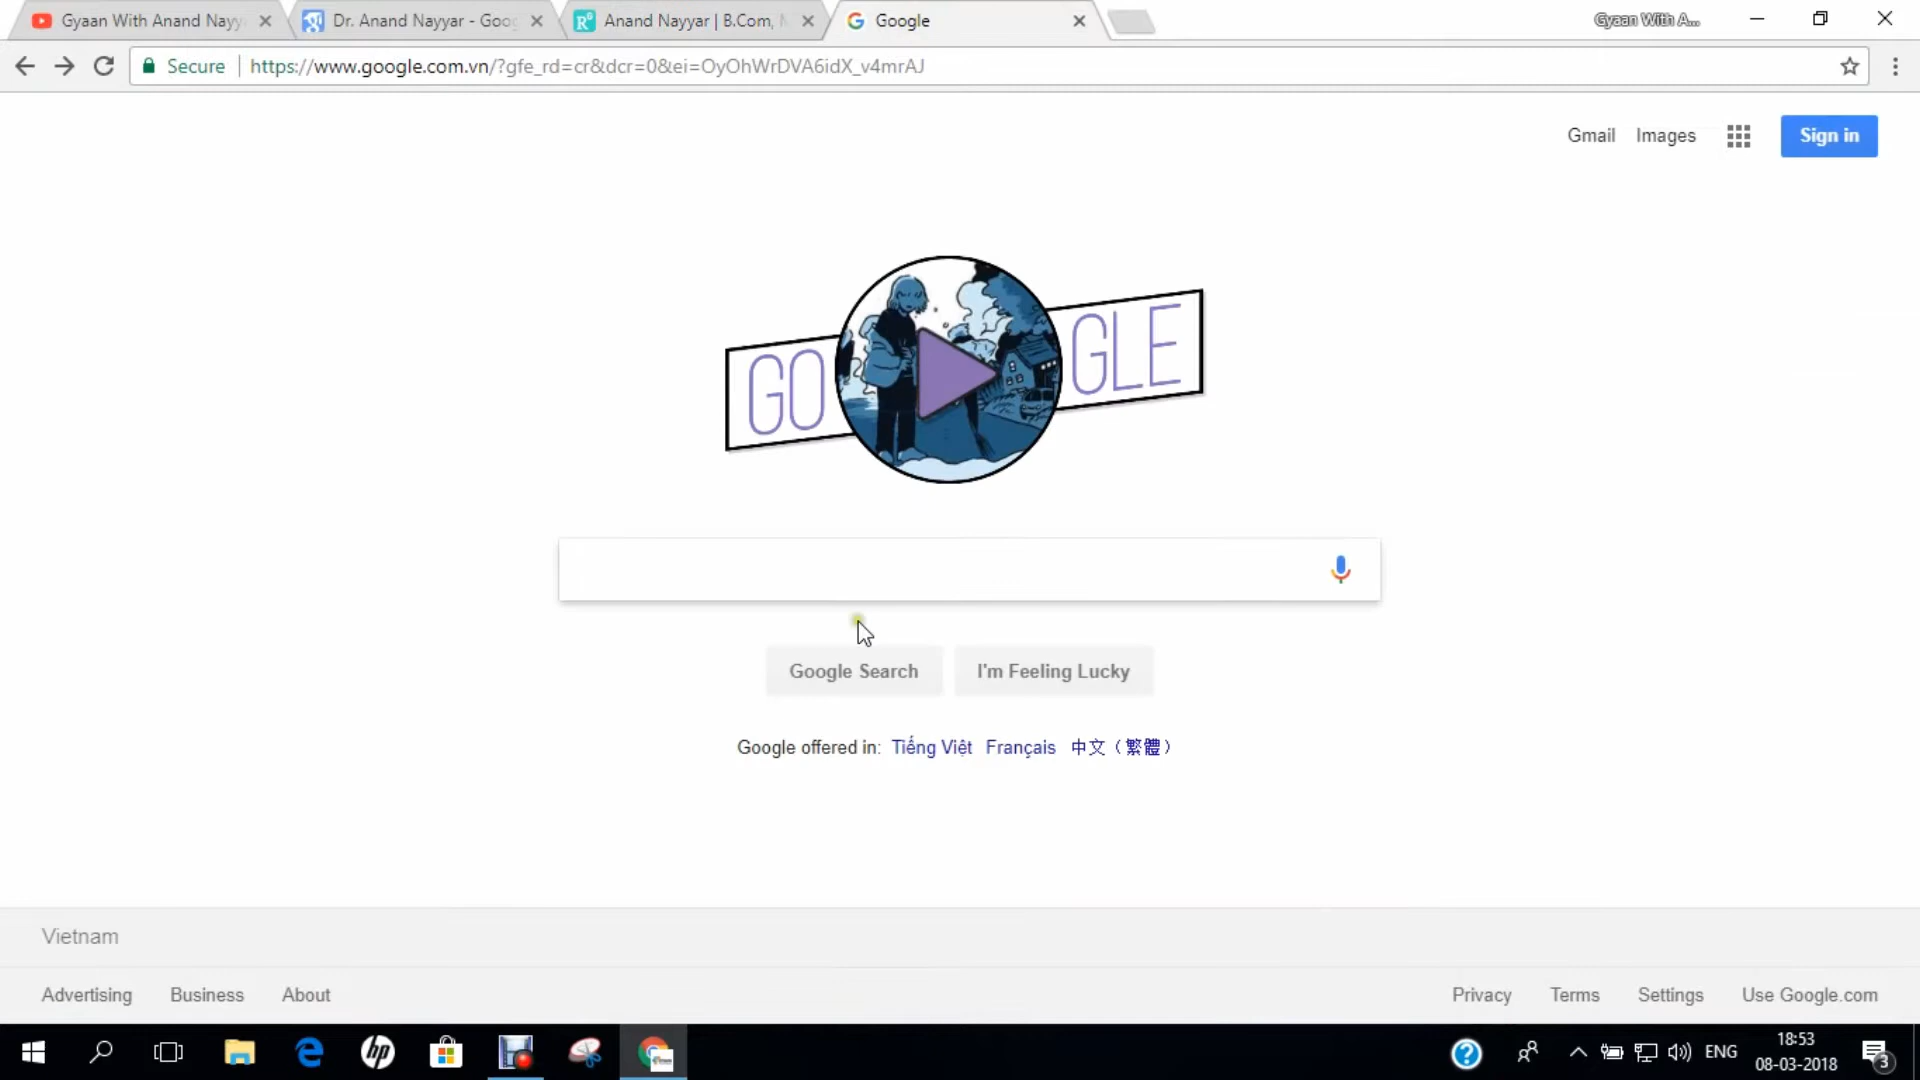 Gyaan With Anand Nayy
Dr. Anand Nayyar - Goo
Anand Nayyar | B.Com, M
Google
Gyaan With A...
Secure
https://www.google.com.vn/?gfe_rd=cr&dcr=0&ei=OyOhWrDVA6idX_v4mrAJ
Gmail Images Sign in
GO GLE
Google Search I'm Feeling Lucky
Google offered in: Tiếng Việt Français 中文（繁體）
Vietnam
Advertising Business About Privacy Terms Settings Use Google.com
hp
ENG
18:53
08-03-2018
3